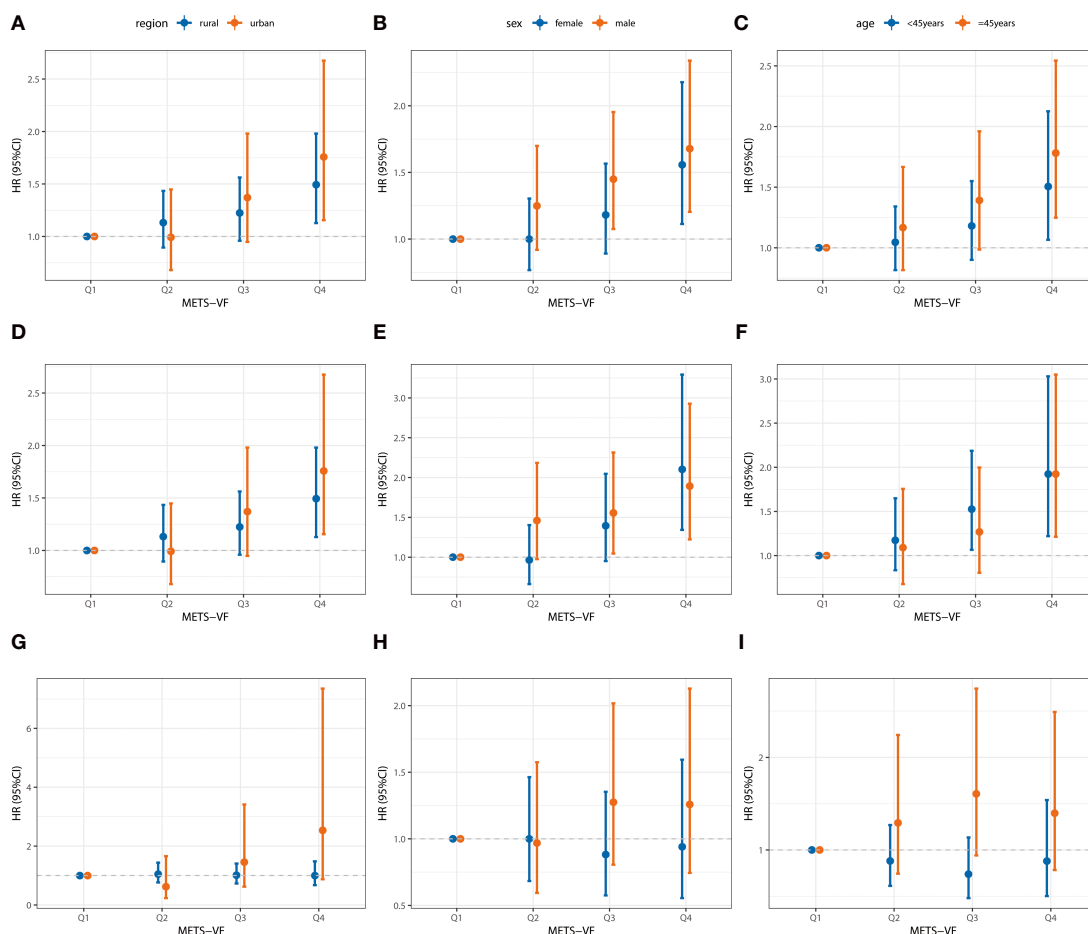 A region rural urban
B sex female male
C age <45years =45years
HR (95%CI)
2.5
2.0
1.5
1.0
Q1 Q2 Q3 Q4
METS−VF
HR (95%CI)
2.0
1.5
1.0
Q1 Q2 Q3 Q4
METS−VF
HR (95%CI)
2.5
2.0
1.5
1.0
Q1 Q2 Q3 Q4
METS−VF
D
HR (95%CI)
2.5
2.0
1.5
1.0
Q1 Q2 Q3 Q4
METS−VF
E
HR (95%CI)
3.0
2.5
2.0
1.5
1.0
Q1 Q2 Q3 Q4
METS−VF
F
HR (95%CI)
3.0
2.5
2.0
1.5
1.0
Q1 Q2 Q3 Q4
METS−VF
G
HR (95%CI)
6
4
2
0
Q1 Q2 Q3 Q4
METS−VF
H
HR (95%CI)
2.0
1.5
1.0
0.5
Q1 Q2 Q3 Q4
METS−VF
I
HR (95%CI)
2
1
Q1 Q2 Q3 Q4
METS−VF